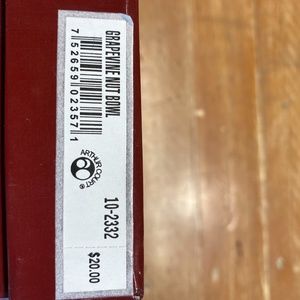 GRAPEVINE NUT BOWL
7 52659 02357 1
ARTHUR COURT®
10-2332
$20.00